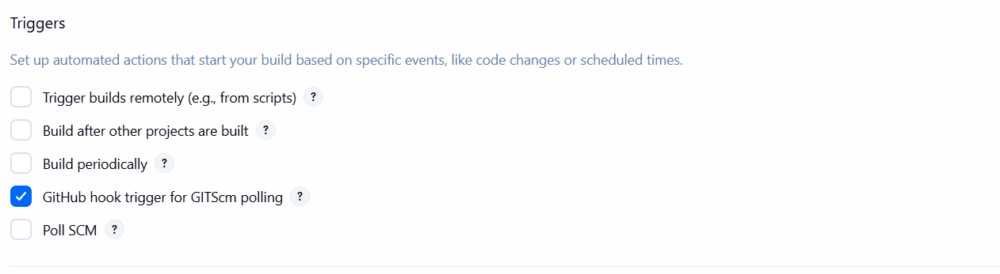 Triggers
Set up automated actions that start your build based on specific events, like code changes or scheduled times.
Trigger builds remotely (e.g., from scripts) ?
Build after other projects are built ?
Build periodically ?
GitHub hook trigger for GITScm polling ?
Poll SCM ?